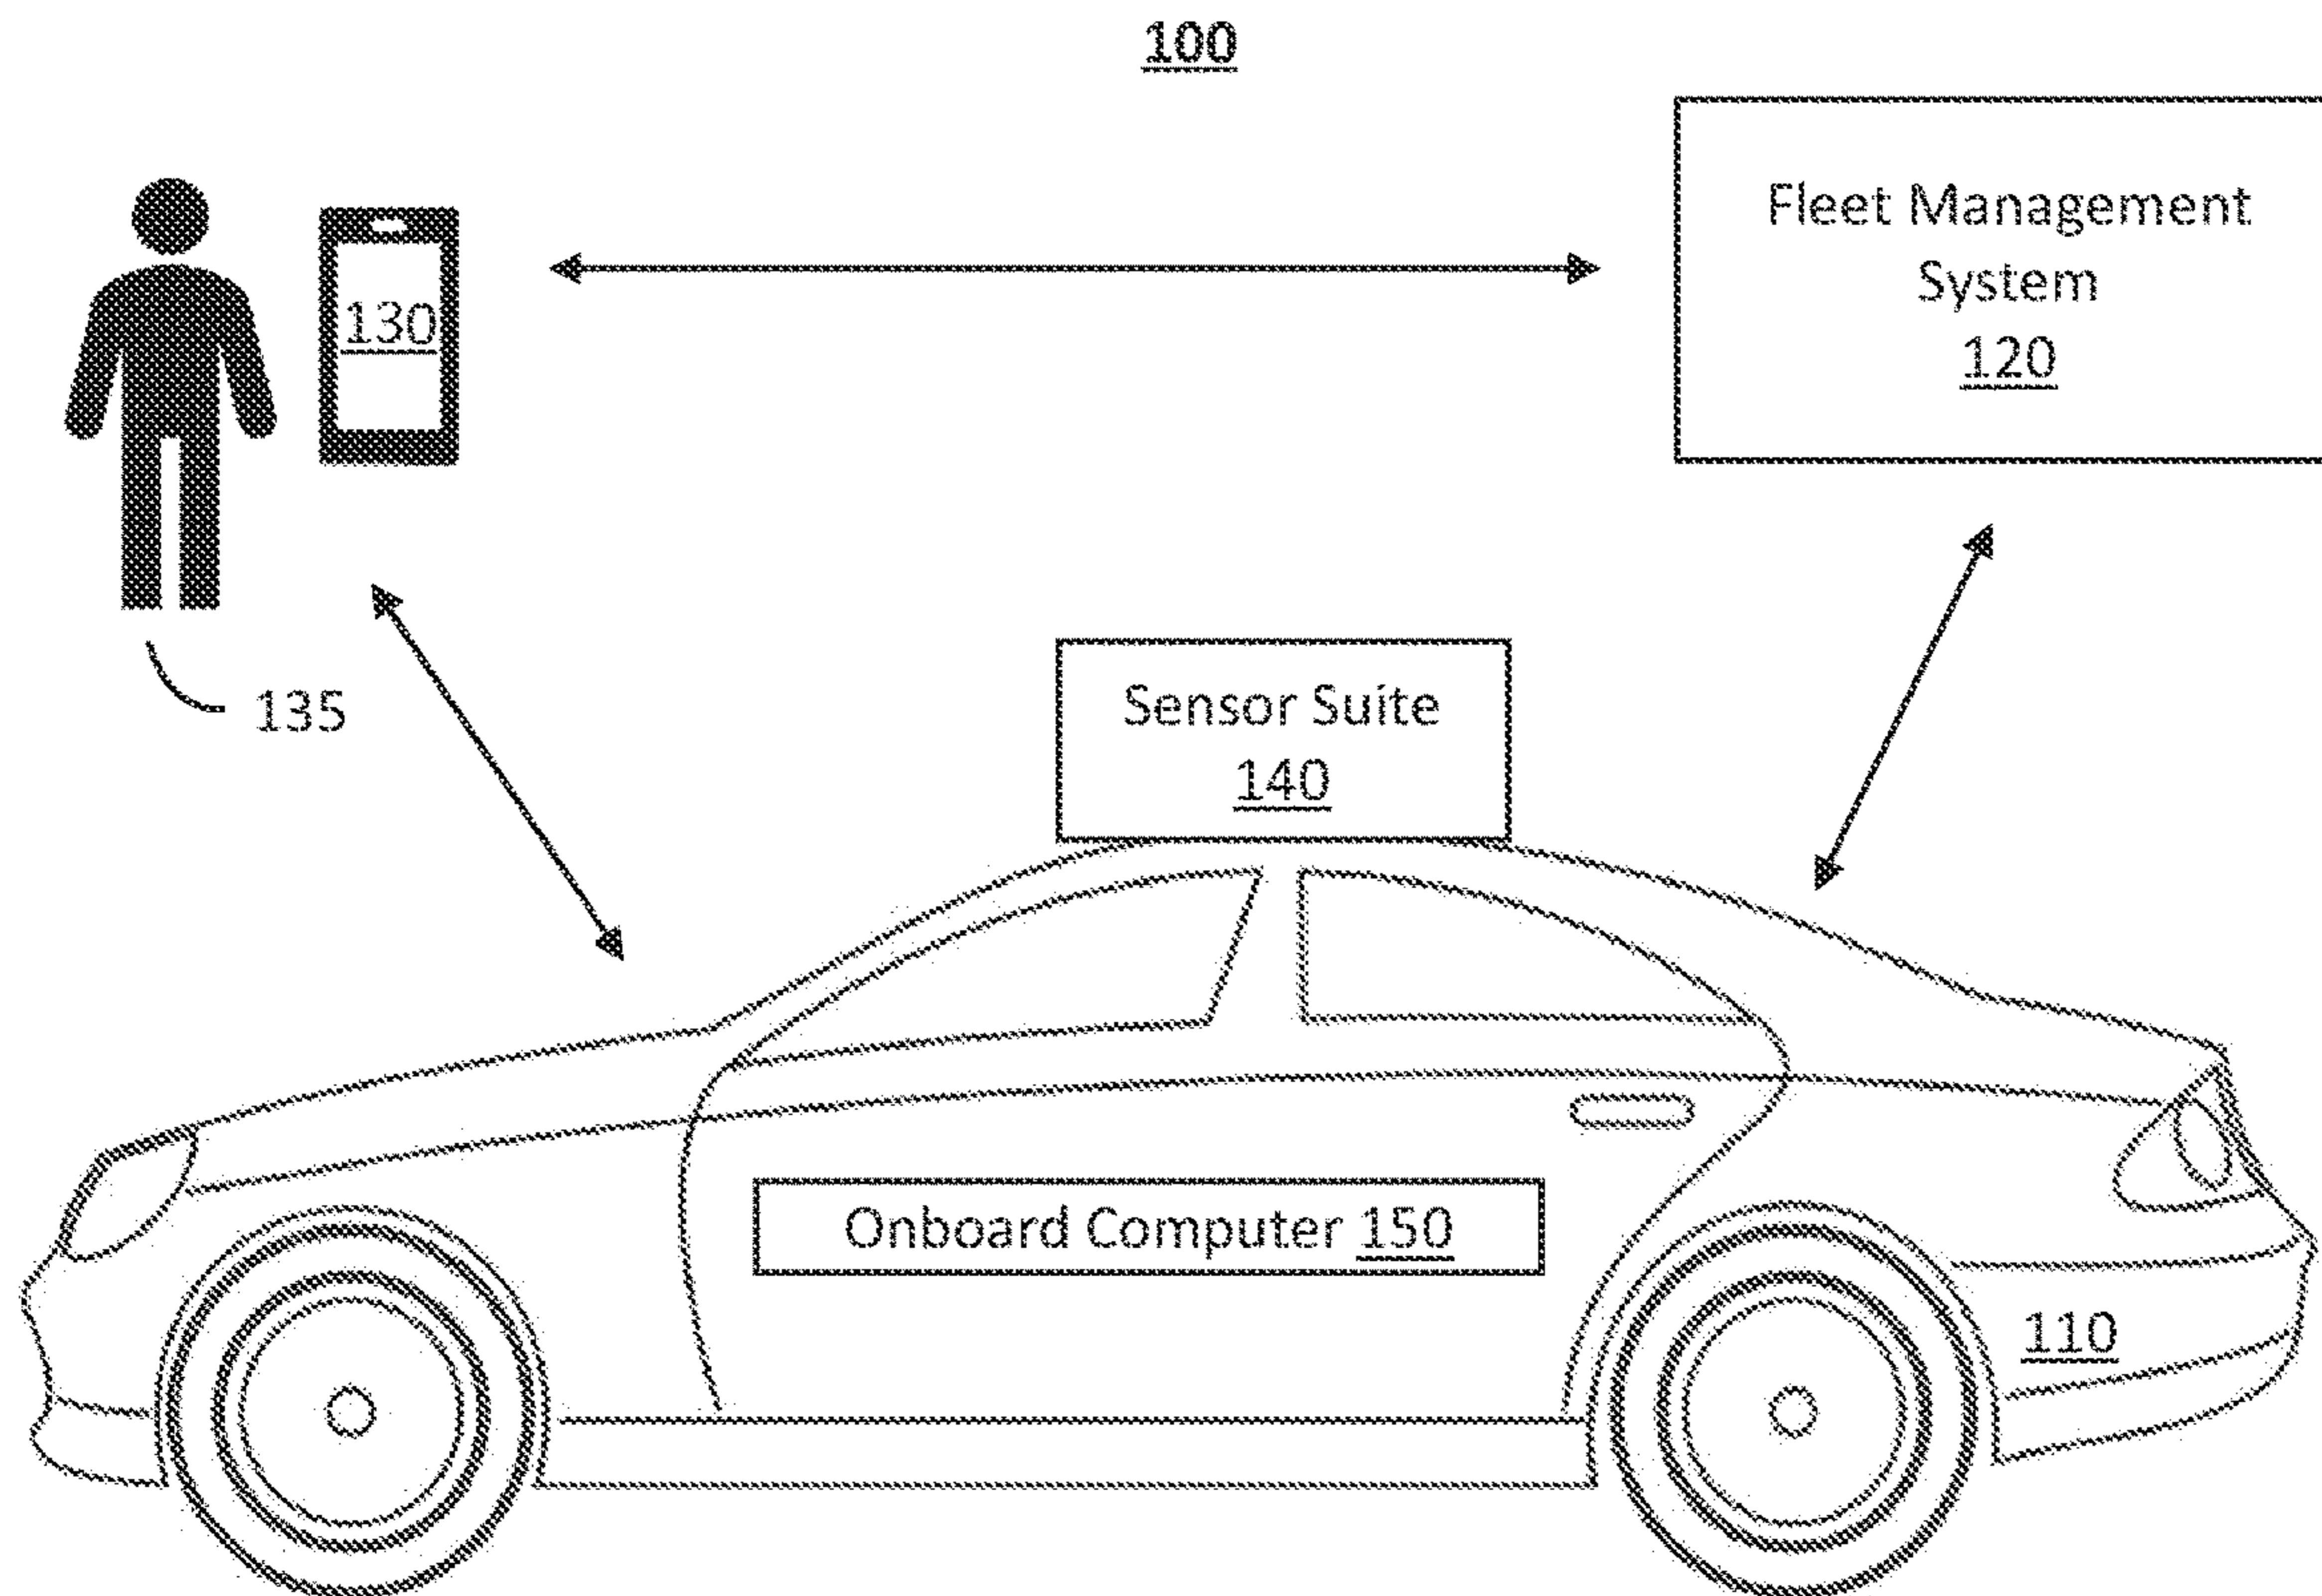 100
Fleet Management
System
120
130
135
Sensor Suite
140
Onboard Computer 150
110